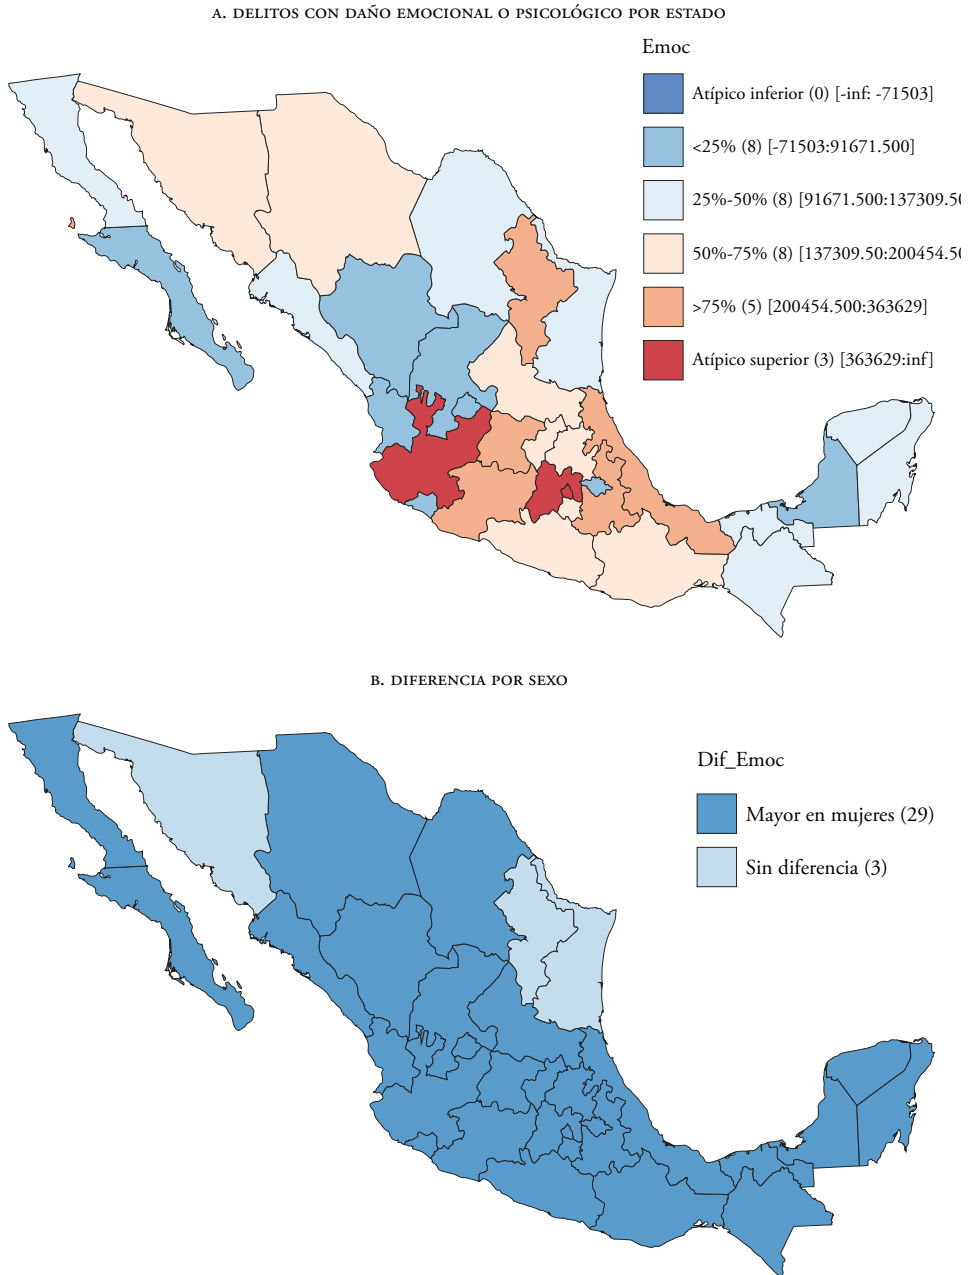 A. DELITOS CON DAÑO EMOCIONAL O PSICOLÓGICO POR ESTADO
Emoc
Atípico inferior (0) [-inf: -71503]
<25% (8) [-71503:91671.500]
25%-50% (8) [91671.500:137309.50
50%-75% (8) [137309.50:200454.50
>75% (5) [200454.500:363629]
Atípico superior (3) [363629:inf]
B. DIFERENCIA POR SEXO
Dif_Emoc
Mayor en mujeres (29)
Sin diferencia (3)